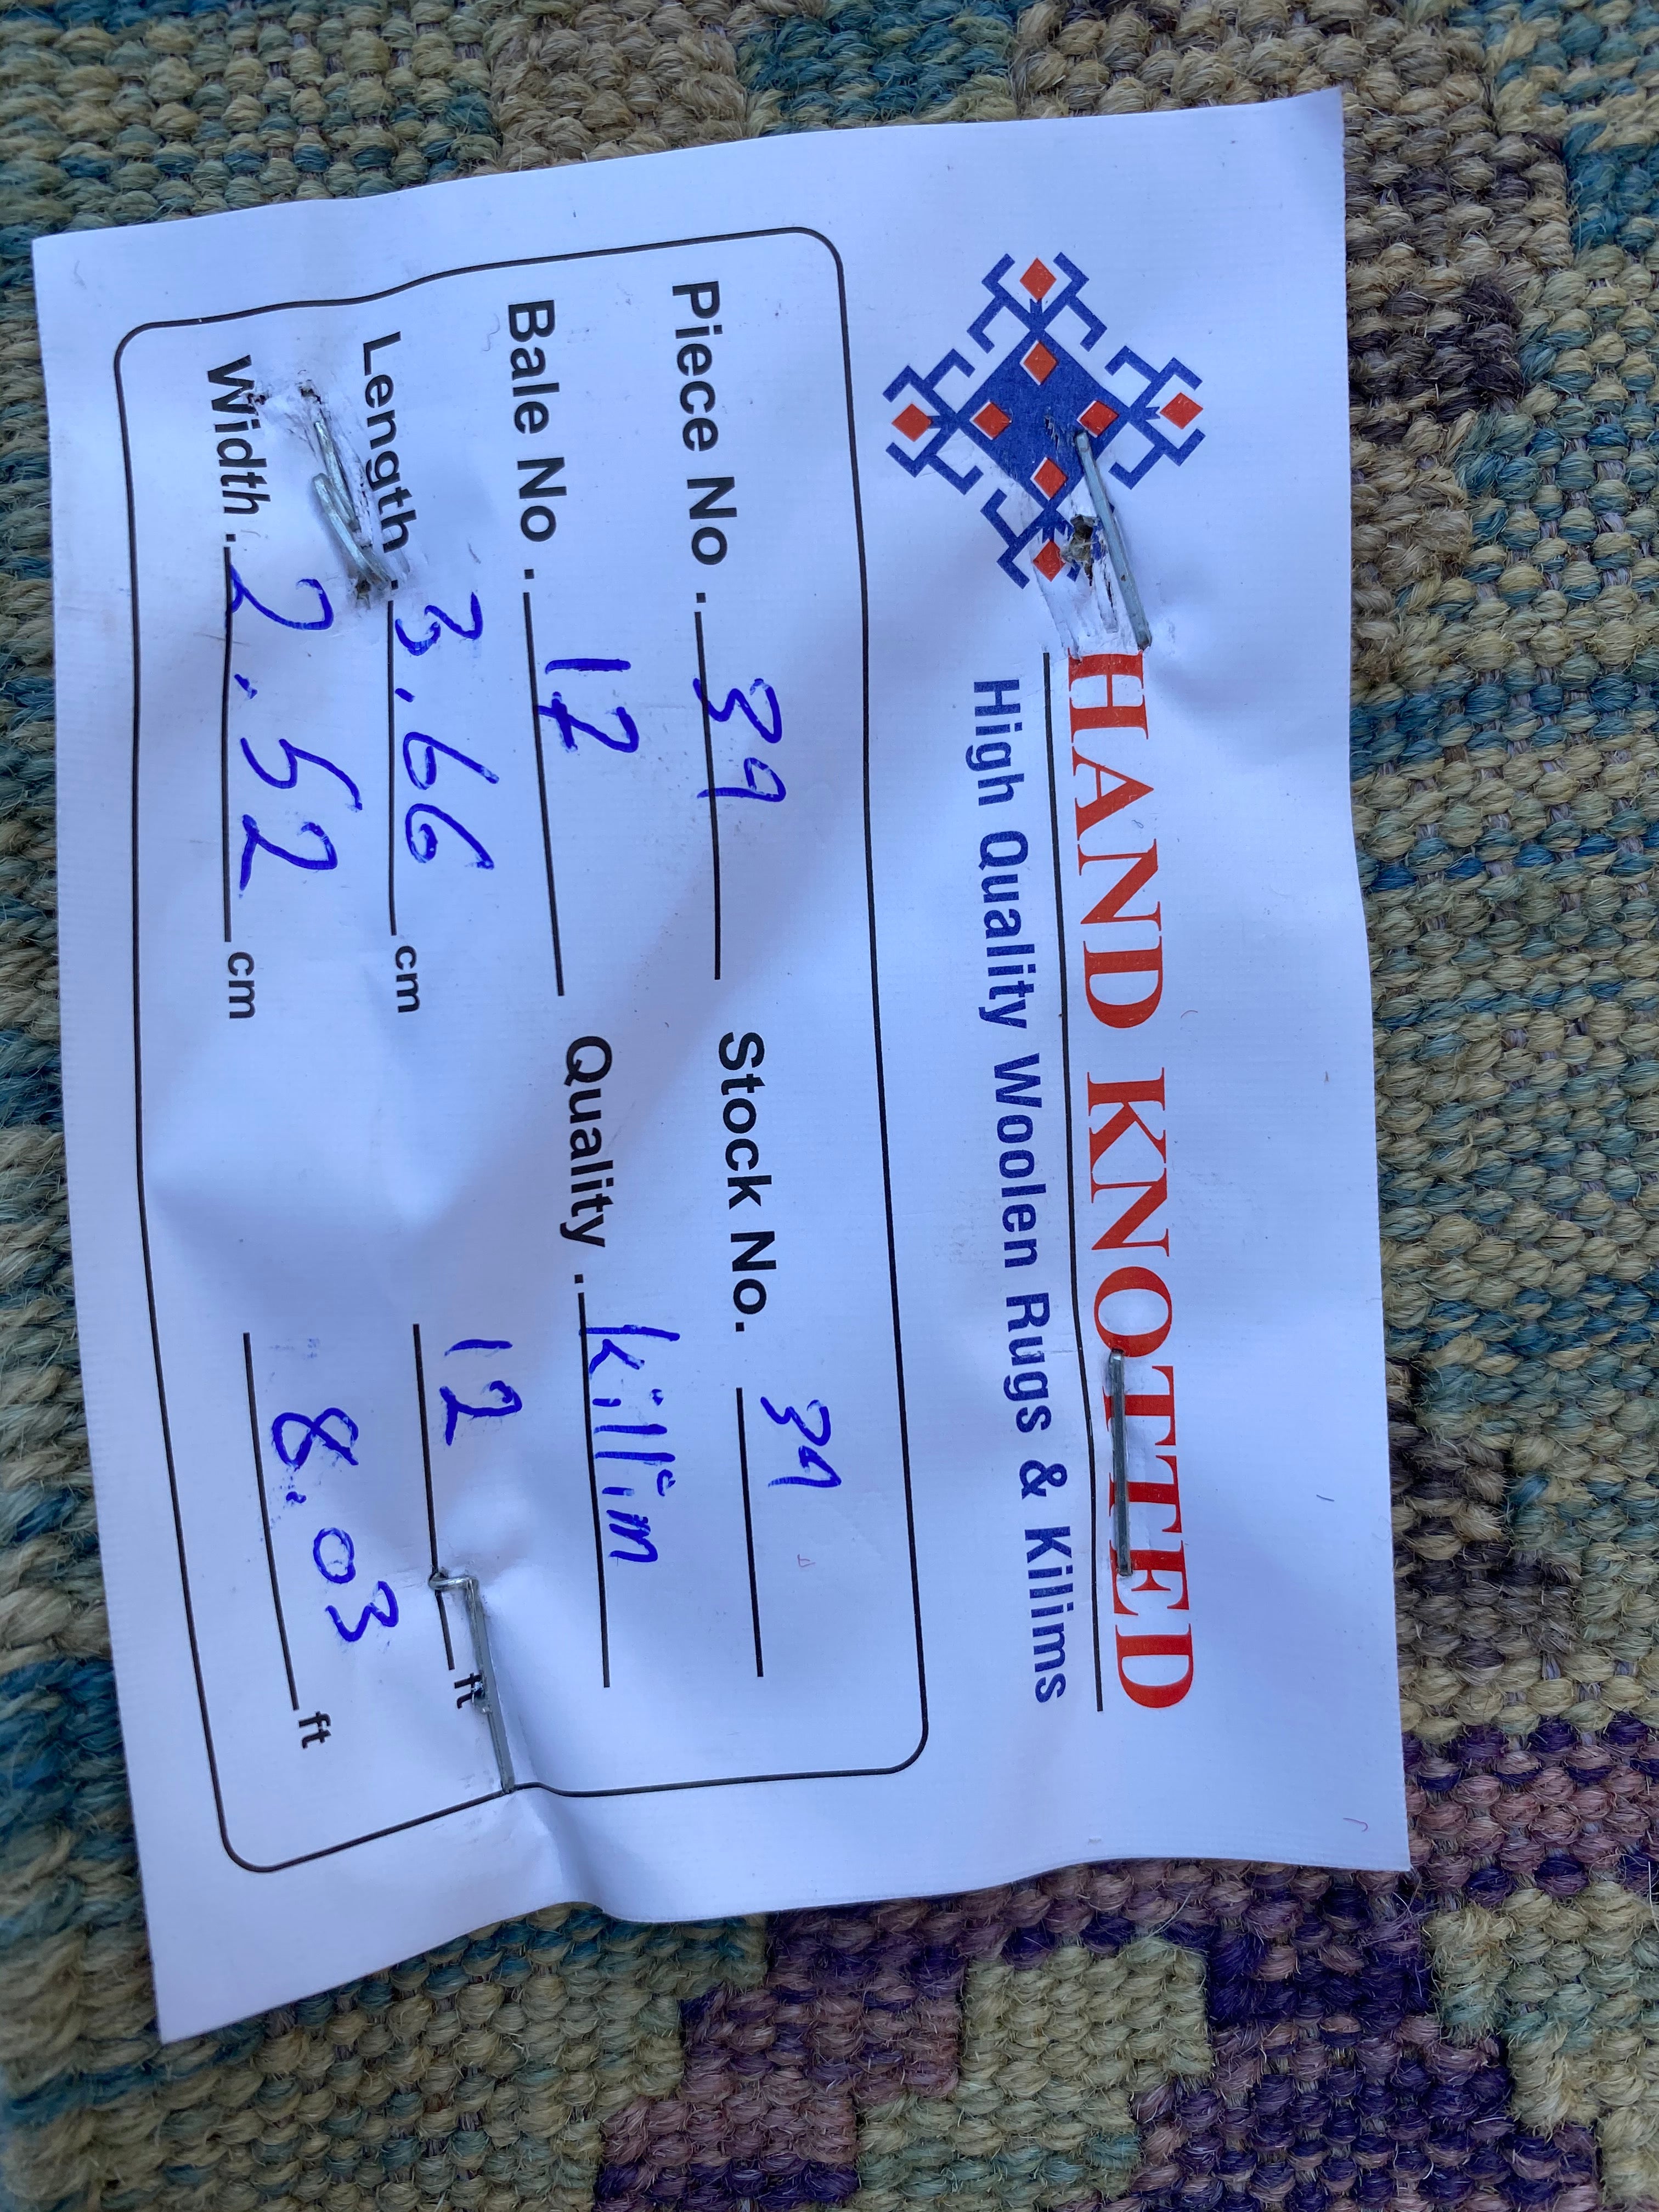 HAND KNOTTED
High Quality Woolen Rugs & Kilims
Piece No . 39 Stock No. 39
Bale No . 12 Quality . killim
Length . 3.66 cm 12 ft
Width . 2.52 cm 8.03 ft